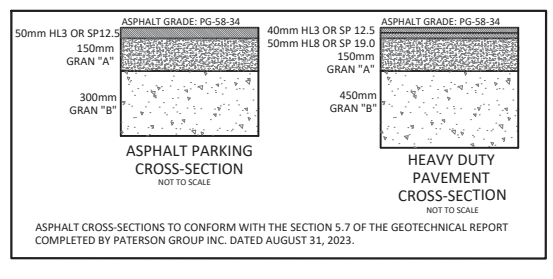 ASPHALT GRADE: PG-58-34
50mm HL3 OR SP12.5
150mm
GRAN "A"
300mm
GRAN "B"
ASPHALT PARKING
CROSS-SECTION
NOT TO SCALE
ASPHALT GRADE: PG-58-34
40mm HL3 OR SP 12.5
50mm HL8 OR SP 19.0
150mm
GRAN "A"
450mm
GRAN "B"
HEAVY DUTY
PAVEMENT
CROSS-SECTION
NOT TO SCALE
ASPHALT CROSS-SECTIONS TO CONFORM WITH THE SECTION 5.7 OF THE GEOTECHNICAL REPORT
COMPLETED BY PATERSON GROUP INC. DATED AUGUST 31, 2023.